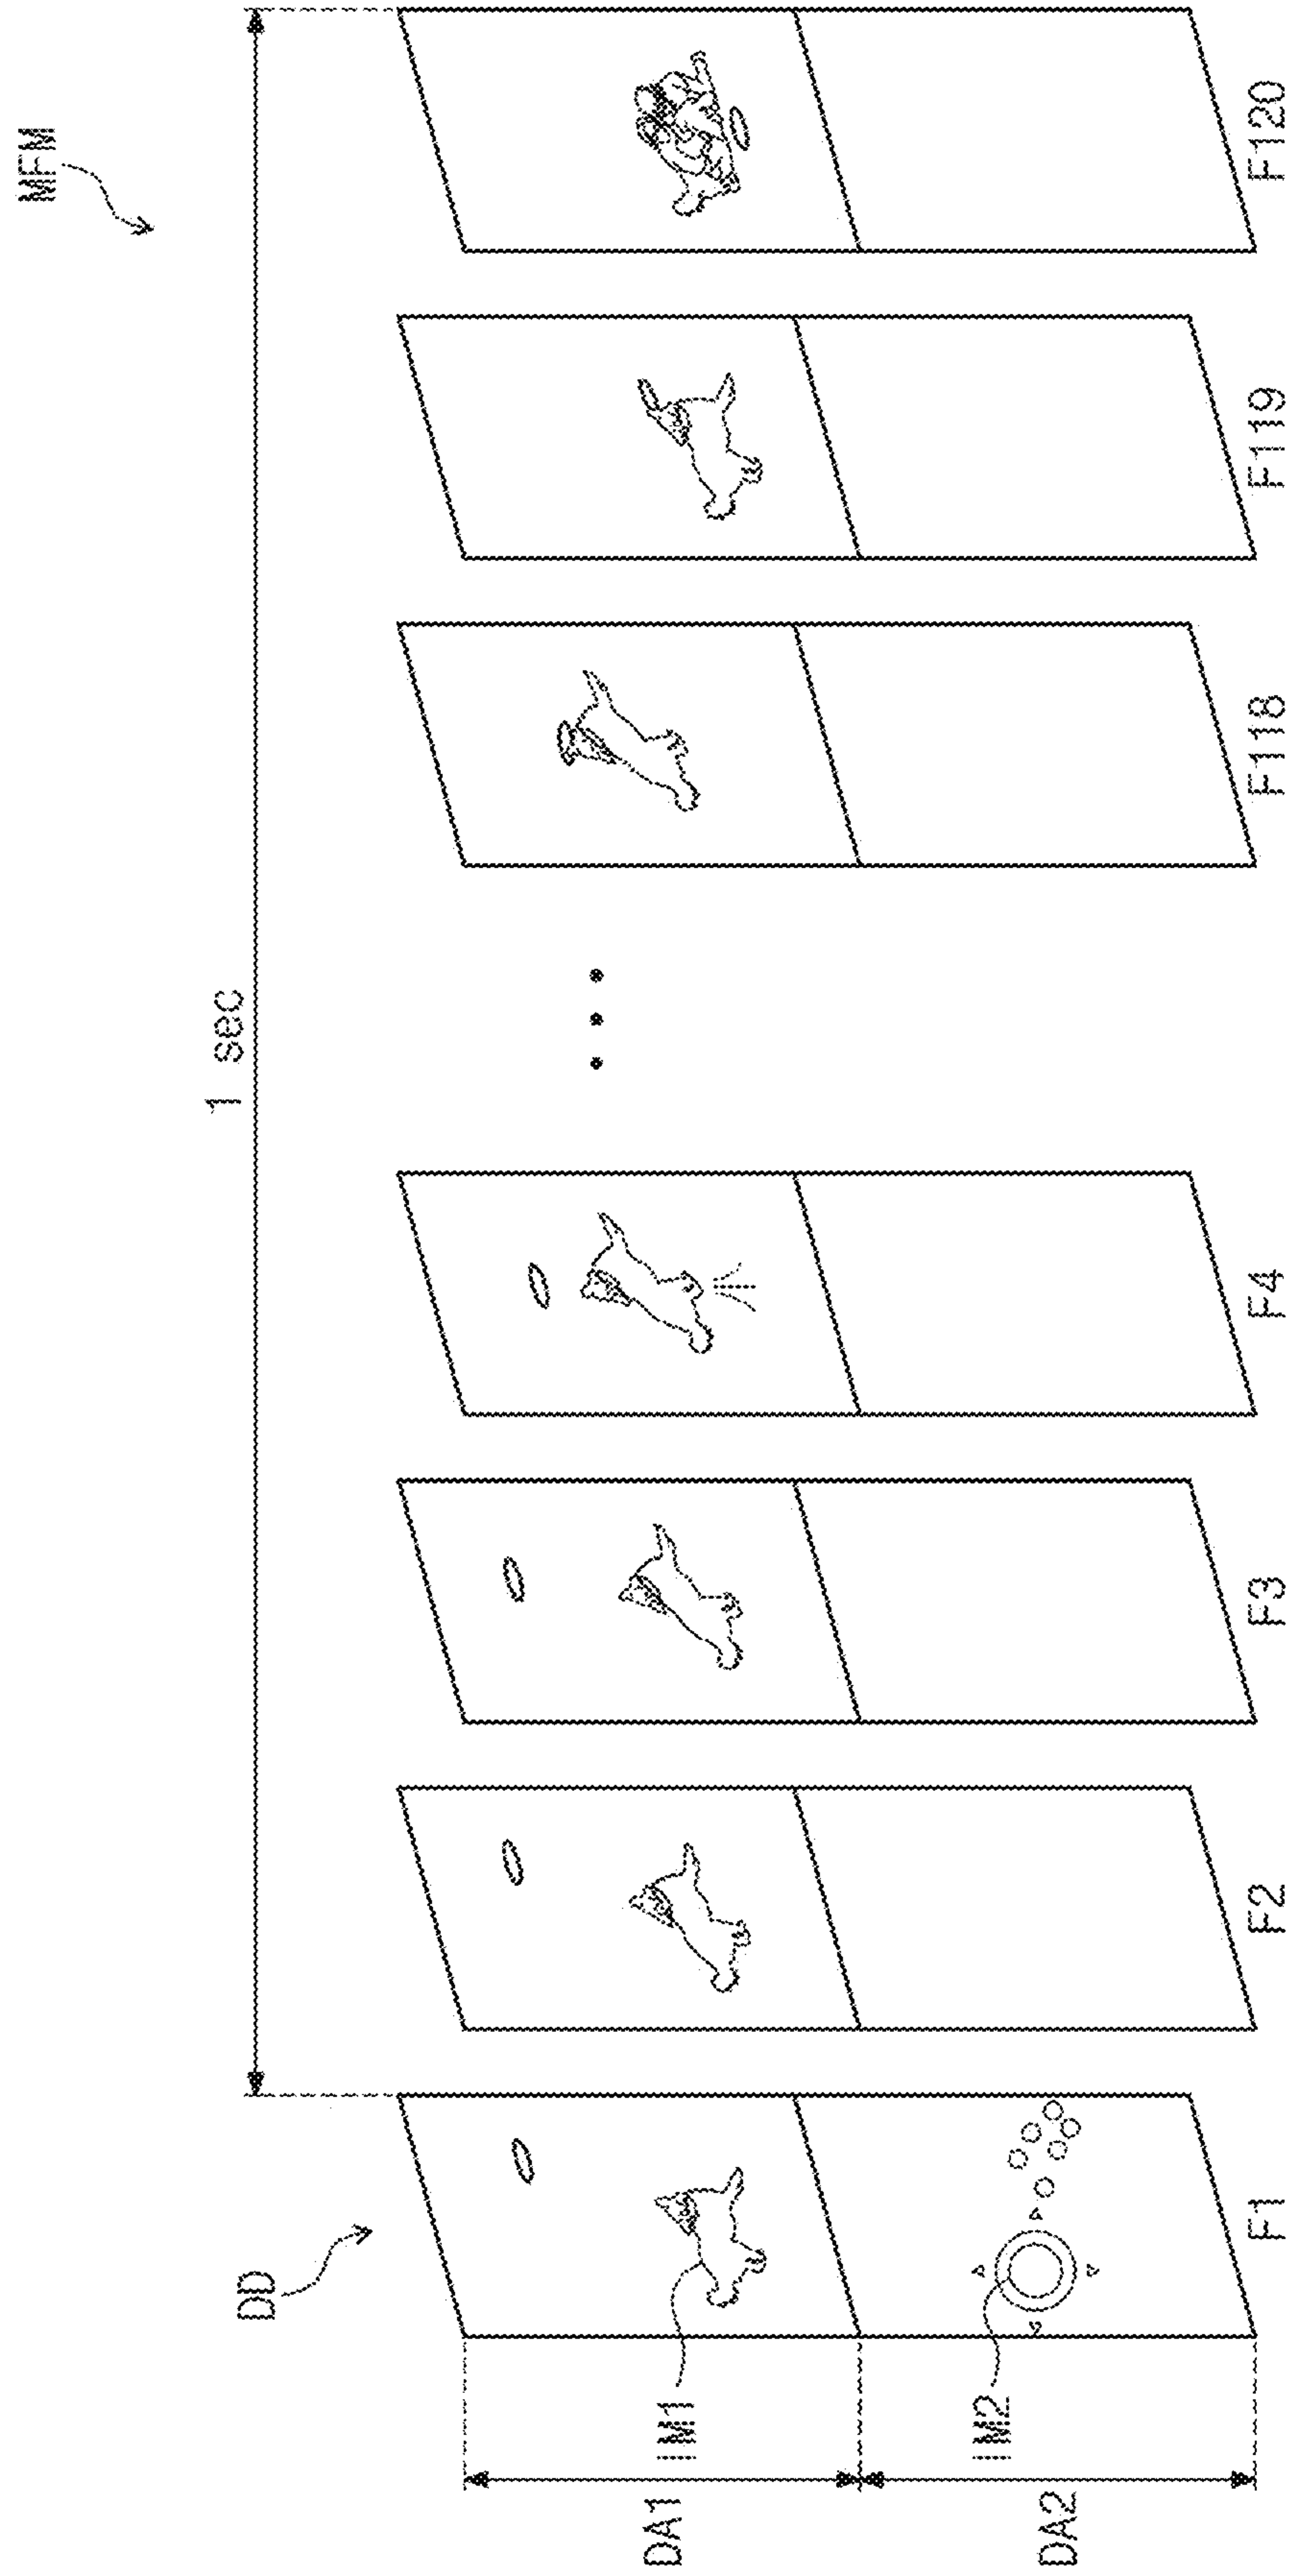 MFM
1 sec
DD
DA1
IM1
DA2
IM2
F1
F2
F3
F4
F118
F119
F120